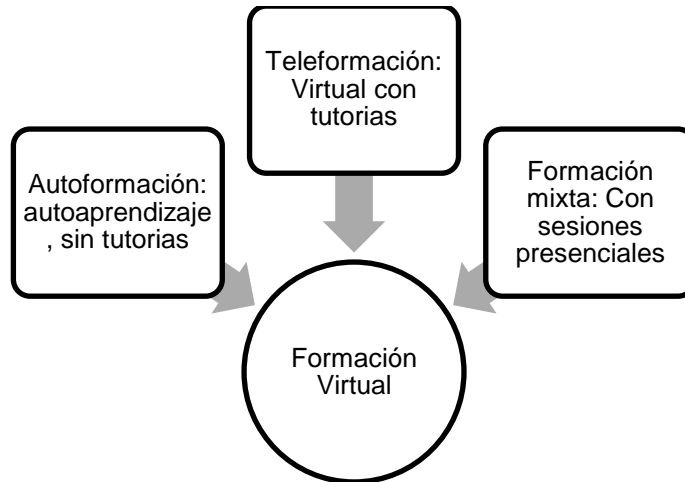 Teleformación:
Virtual con
tutorias
Autoformación:
autoaprendizaje
, sin tutorias
Formación
mixta: Con
sesiones
presenciales
Formación
Virtual